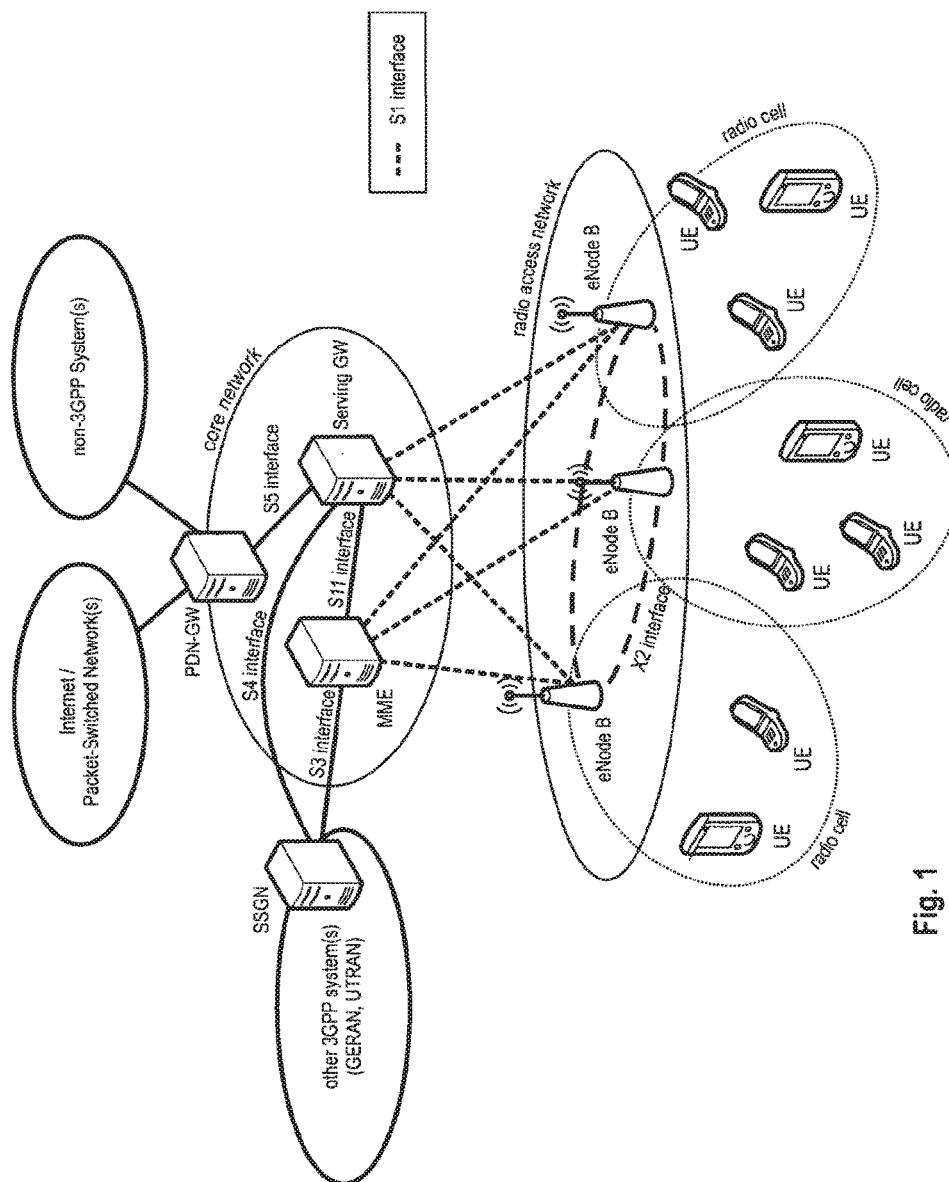 Internet /
Packet-Switched Network(s)
non-3GPP System(s)
PDN-GW
core network
S5 interface
S4 interface
Serving GW
S11 interface
S3 interface
MME
SSGN
other 3GPP system(s)
(GERAN, UTRAN)
--- S1 interface
radio access network
eNode B
eNode B
eNode B
X2 interface
radio cell
radio cell
radio cell
UE
UE
UE
UE
UE
UE
UE
UE
Fig. 1